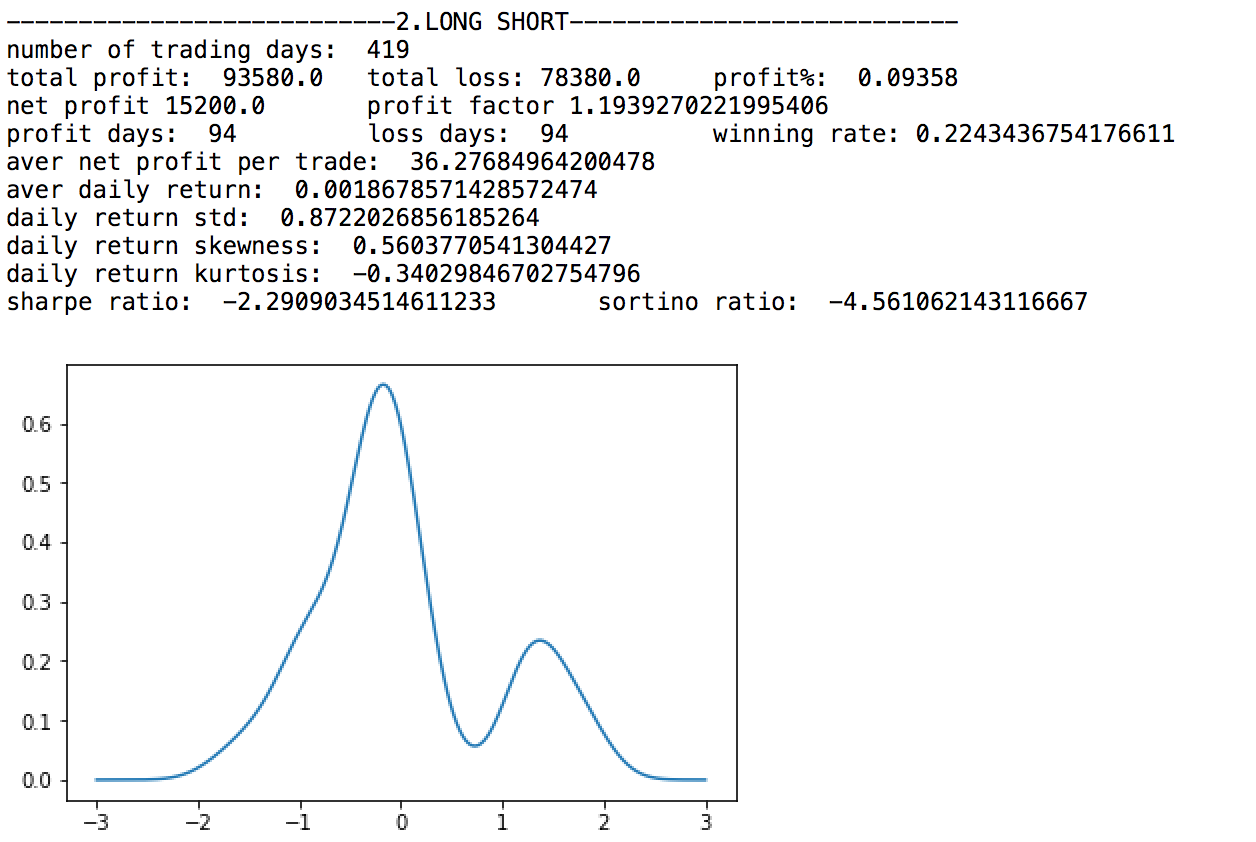 ---------------------------2.LONG SHORT---------------------------
number of trading days:  419
total profit:  93580.0   total loss: 78380.0     profit%:  0.09358
net profit 15200.0       profit factor 1.1939270221995406
profit days:  94         loss days:  94          winning rate: 0.2243436754176611
aver net profit per trade:  36.27684964200478
aver daily return:  0.0018678571428572474
daily return std:  0.8722026856185264
daily return skewness:  0.5603770541304427
daily return kurtosis:  -0.34029846702754796
sharpe ratio:  -2.2909034514611233       sortino ratio:  -4.561062143116667
0.6
0.5
0.4
0.3
0.2
0.1
0.0
−3 −2 −1 0 1 2 3